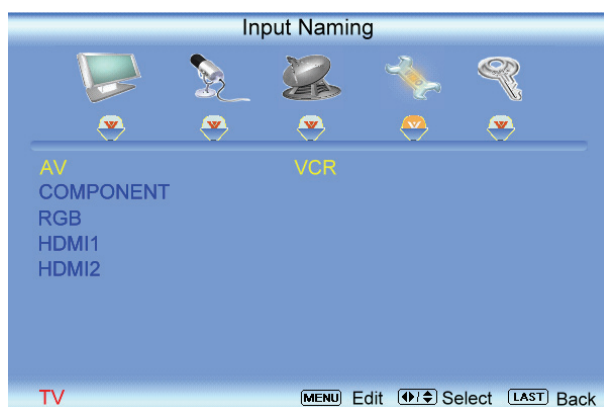 Input Naming
AV VCR
COMPONENT
RGB
HDMI1
HDMI2
TV MENU Edit Select LAST Back